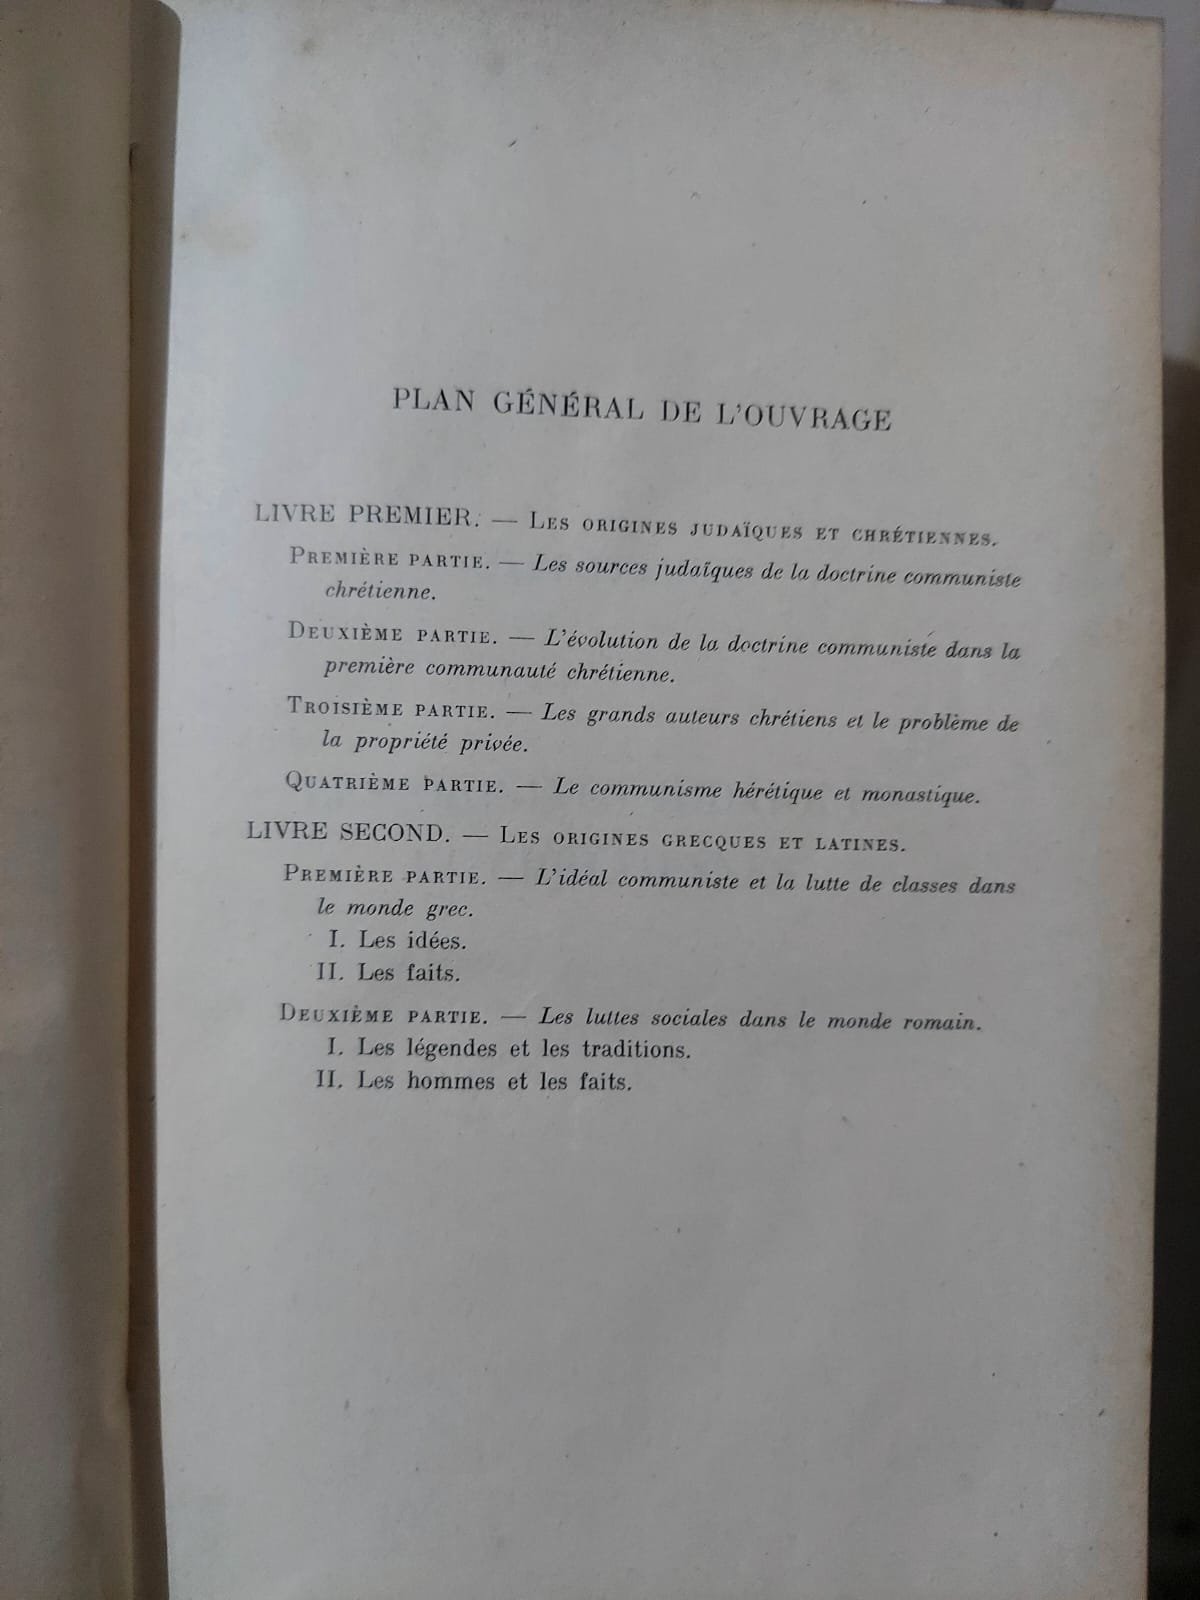 PLAN GÉNÉRAL DE L'OUVRAGE
LIVRE PREMIER. — LES ORIGINES JUDAÏQUES ET CHRÉTIENNES.
PREMIÈRE PARTIE. — Les sources judaïques de la doctrine communiste
chrétienne.
DEUXIÈME PARTIE. — L'évolution de la doctrine communiste dans la
première communauté chrétienne.
TROISIÈME PARTIE. — Les grands auteurs chrétiens et le problème de
la propriété privée.
QUATRIÈME PARTIE. — Le communisme hérétique et monastique.
LIVRE SECOND. — LES ORIGINES GRECQUES ET LATINES.
PREMIÈRE PARTIE. — L'idéal communiste et la lutte de classes dans
le monde grec.
I. Les idées.
II. Les faits.
DEUXIÈME PARTIE. — Les luttes sociales dans le monde romain.
I. Les légendes et les traditions.
II. Les hommes et les faits.